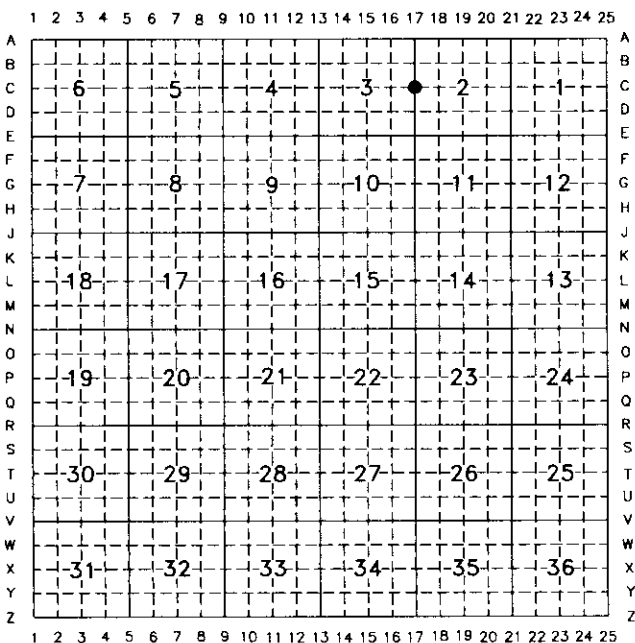 1 2 3 4 5 6 7 8 9 10 11 12 13 14 15 16 17 18 19 20 21 22 23 24 25
A A
B B
C 6 5 4 3 2 1 C
D D
E E
F F
G 7 8 9 10 11 12 G
H H
J J
K K
L 18 17 16 15 14 13 L
M M
N N
O O
P 19 20 21 22 23 24 P
Q Q
R R
S S
T 30 29 28 27 26 25 T
U U
V V
W W
X 31 32 33 34 35 36 X
Y Y
Z Z
1 2 3 4 5 6 7 8 9 10 11 12 13 14 15 16 17 18 19 20 21 22 23 24 25